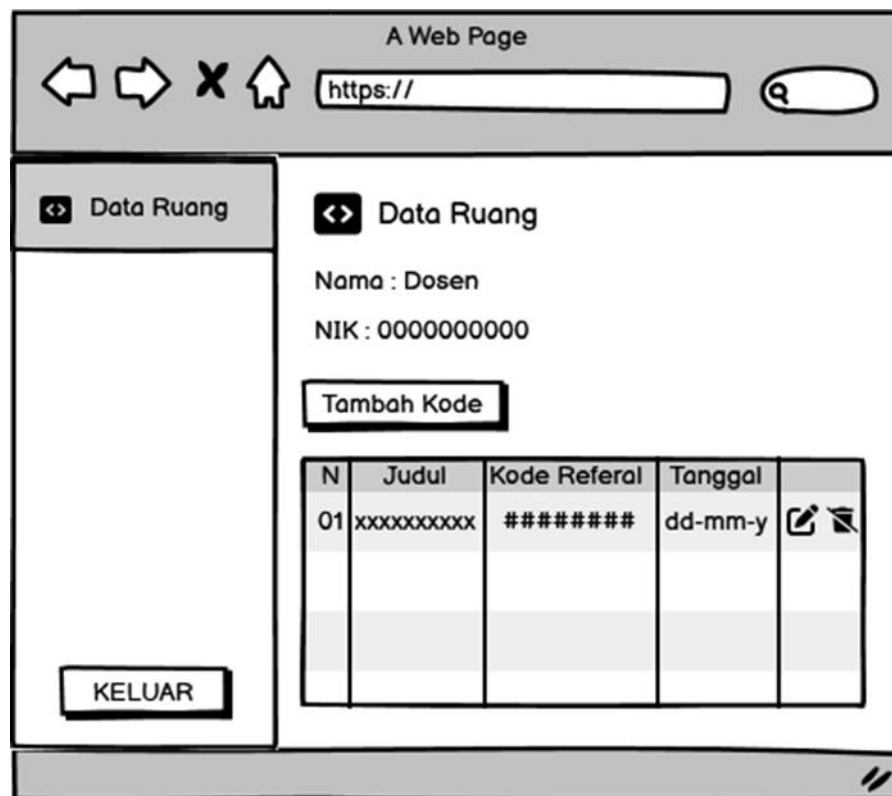 A Web Page
https://
Data Ruang
Data Ruang
Nama : Dosen
NIK : 0000000000
Tambah Kode
N Judul Kode Referal Tanggal
01 xxxxxxxxxx ######## dd-mm-y
KELUAR